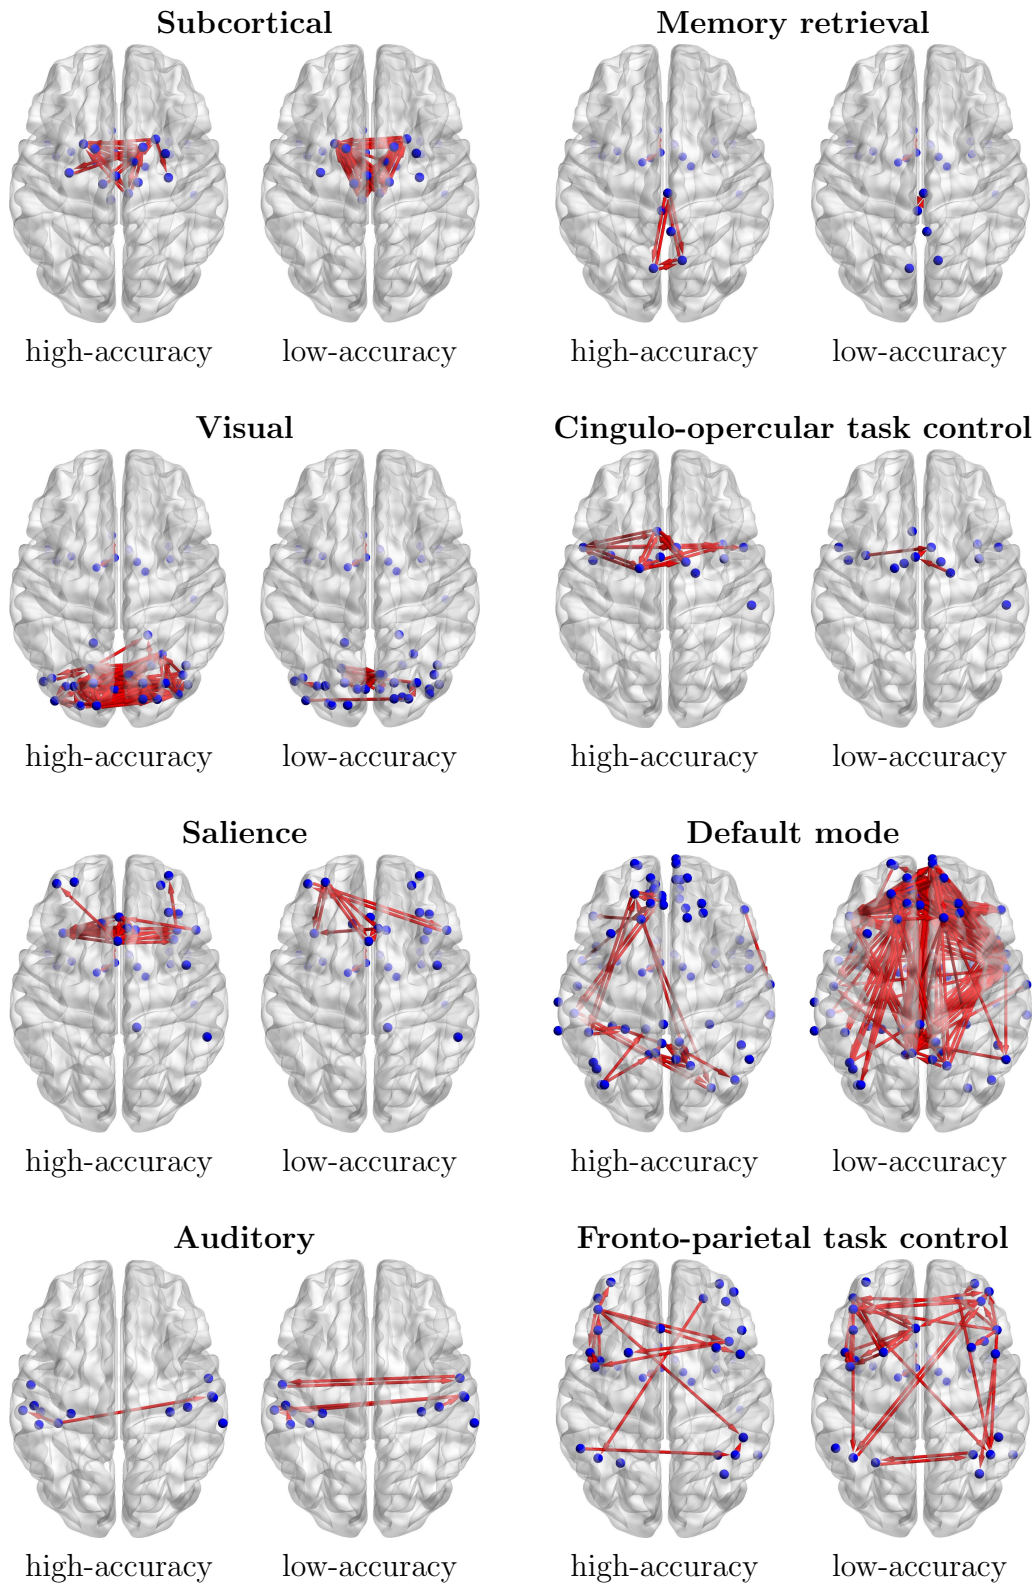 Subcortical
Memory retrieval
high-accuracy
low-accuracy
high-accuracy
low-accuracy
Visual
Cingulo-opercular task control
high-accuracy
low-accuracy
high-accuracy
low-accuracy
Salience
Default mode
high-accuracy
low-accuracy
high-accuracy
low-accuracy
Auditory
Fronto-parietal task control
high-accuracy
low-accuracy
high-accuracy
low-accuracy